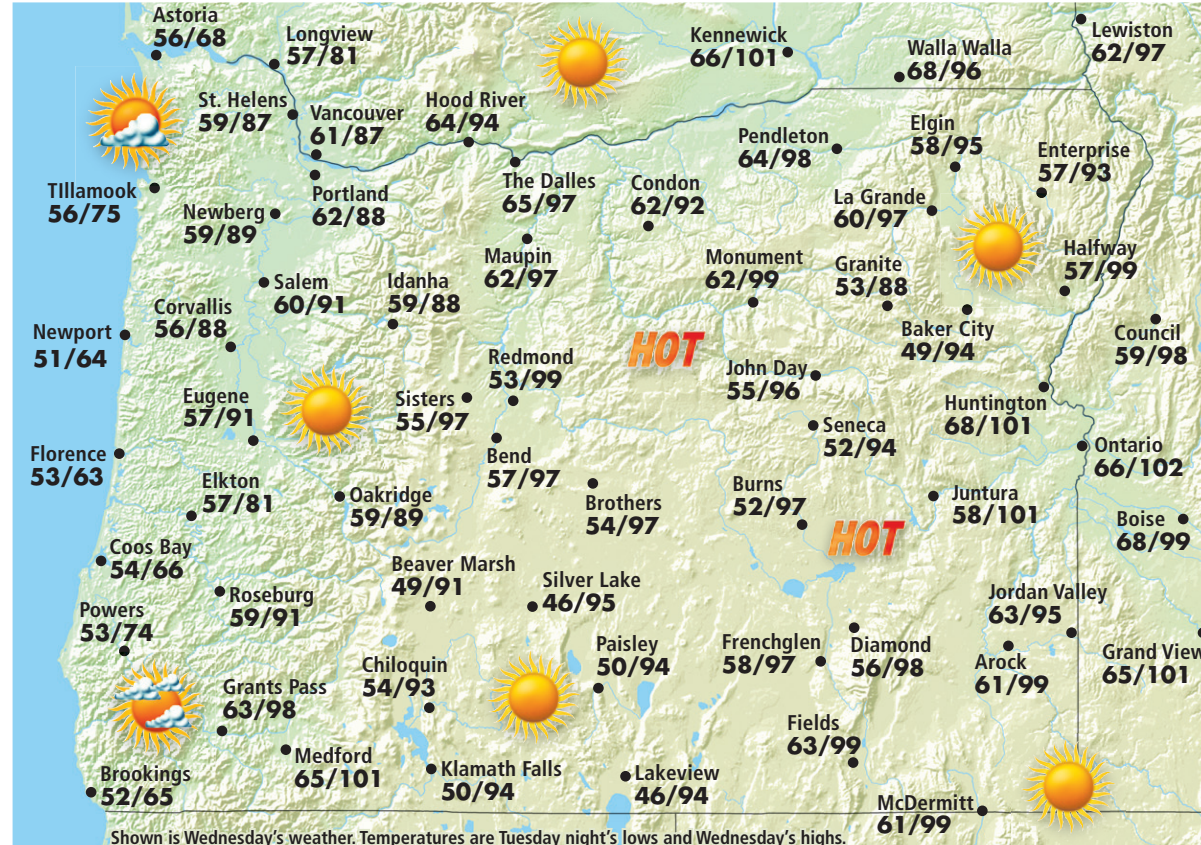 Astoria
56/68
Longview
57/81
Kennewick
66/101
Walla Walla
68/96
Lewiston
62/97
St. Helens
59/87
Vancouver
61/87
Hood River
64/94
Pendleton
64/98
Elgin
58/95
Enterprise
57/93
TIllamook
56/75
Newberg
59/89
Portland
62/88
The Dalles
65/97
Condon
62/92
La Grande
60/97
Maupin
62/97
Monument
62/99
Granite
53/88
Halfway
57/99
Salem
60/91
Idanha
59/88
Corvallis
56/88
Newport
51/64
Baker City
49/94
Council
59/98
HOT
Redmond
53/99
John Day
55/96
Eugene
57/91
Sisters
55/97
Huntington
68/101
Seneca
52/94
Ontario
66/102
Florence
53/63
Bend
57/97
Elkton
57/81
Oakridge
59/89
Brothers
54/97
Burns
52/97
Juntura
58/101
Boise
68/99
HOT
Coos Bay
54/66
Beaver Marsh
49/91
Silver Lake
46/95
Roseburg
59/91
Jordan Valley
63/95
Powers
53/74
Paisley
50/94
Frenchglen
58/97
Diamond
56/98
Arock
61/99
Grand View
65/101
Chiloquin
54/93
Grants Pass
63/98
Fields
63/99
Medford
65/101
Klamath Falls
50/94
Lakeview
46/94
Brookings
52/65
McDermitt
61/99
Shown is Wednesday's weather. Temperatures are Tuesday night's lows and Wednesday's highs.